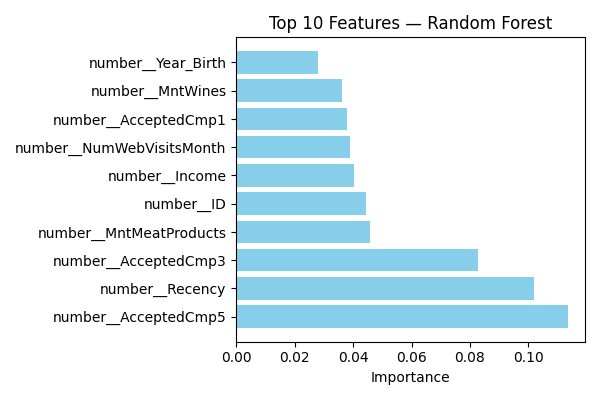 Top 10 Features — Random Forest
number__Year_Birth
number__MntWines
number__AcceptedCmp1
number__NumWebVisitsMonth
number__Income
number__ID
number__MntMeatProducts
number__AcceptedCmp3
number__Recency
number__AcceptedCmp5
0.00 0.02 0.04 0.06 0.08 0.10
Importance